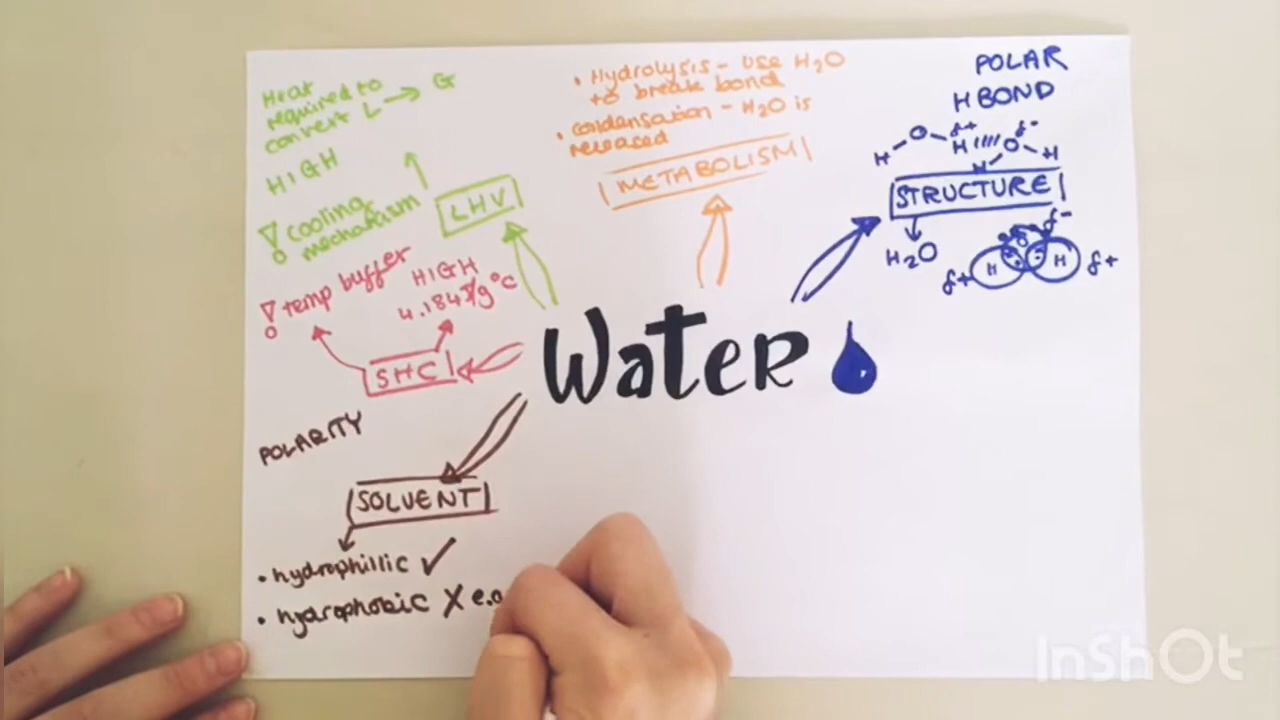 Heat
required to
convert L → G
HIGH
! cooling
mechanism
LHV
• Hydrolysis - use H₂O
to break bond
• condensation - H₂O is
released
METABOLISM
POLAR
H BOND
H O H δ+ δ- O H
H
STRUCTURE
H₂O
δ-
δ+ H O H δ+
! temp buffer
HIGH
4.184J/g°C
SHC
Water
POLARITY
SOLVENT
• hydrophillic ✓
• hydrophobic X e.g
InShOt